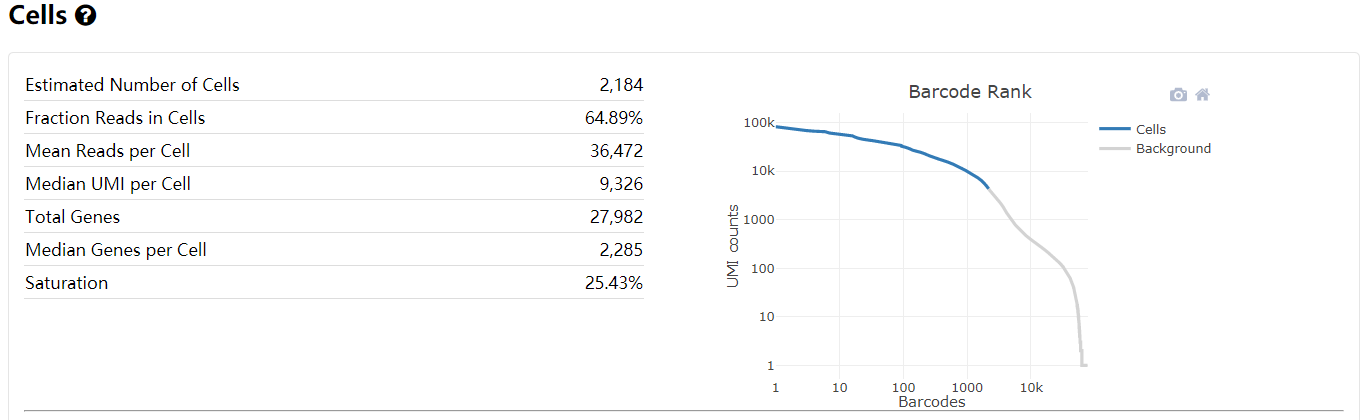 Cells ?
Estimated Number of Cells 2,184
Fraction Reads in Cells 64.89%
Mean Reads per Cell 36,472
Median UMI per Cell 9,326
Total Genes 27,982
Median Genes per Cell 2,285
Saturation 25.43%
Barcode Rank
Cells
Background
UMI counts
100k
10k
1000
100
10
1
1 10 100 1000 10k
Barcodes